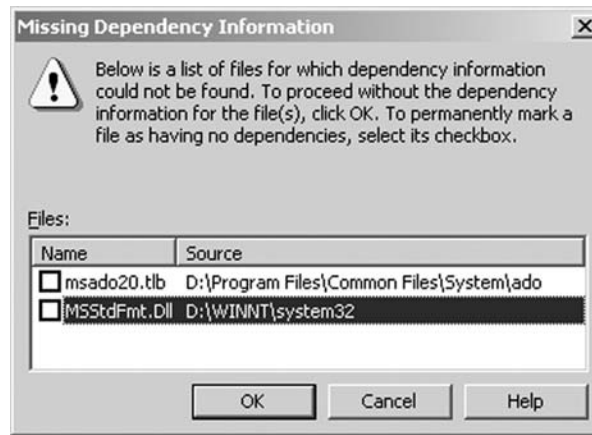 Missing Dependency Information
Below is a list of files for which dependency information
could not be found. To proceed without the dependency
information for the file(s), click OK. To permanently mark a
file as having no dependencies, select its checkbox.
Files:
Name Source
msado20.tlb D:\Program Files\Common Files\System\ado
MSStdFmt.Dll D:\WINNT\system32
OK Cancel Help